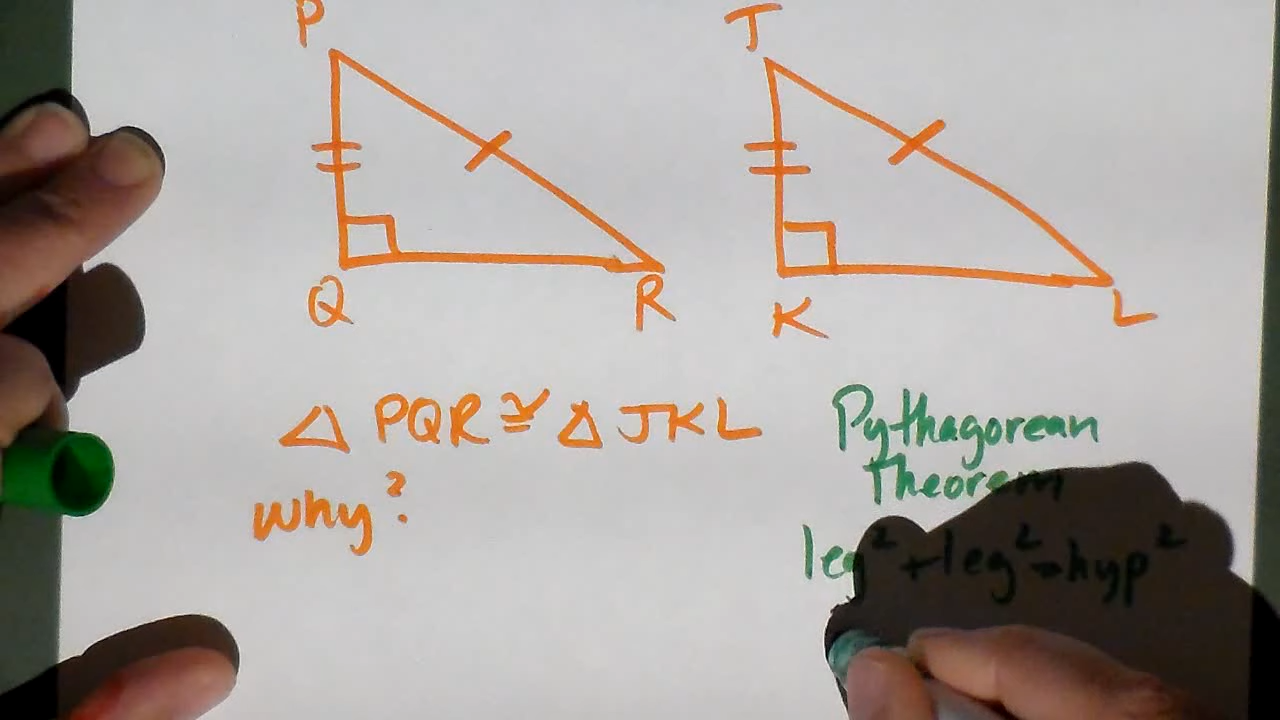 P
J
Q
R
K
L
△ PQR ≅ △ JKL
why?
Pythagorean
Theorem
leg² + leg² = hyp²